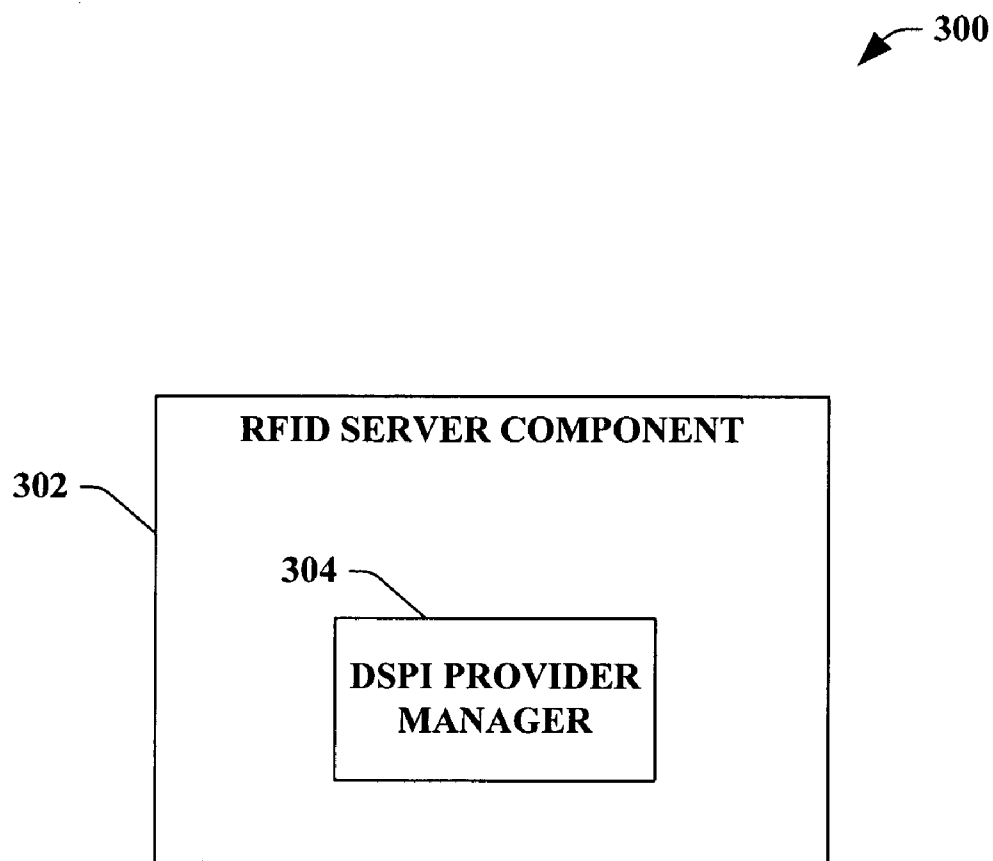 300
RFID SERVER COMPONENT
302
304
DSPI PROVIDER
MANAGER